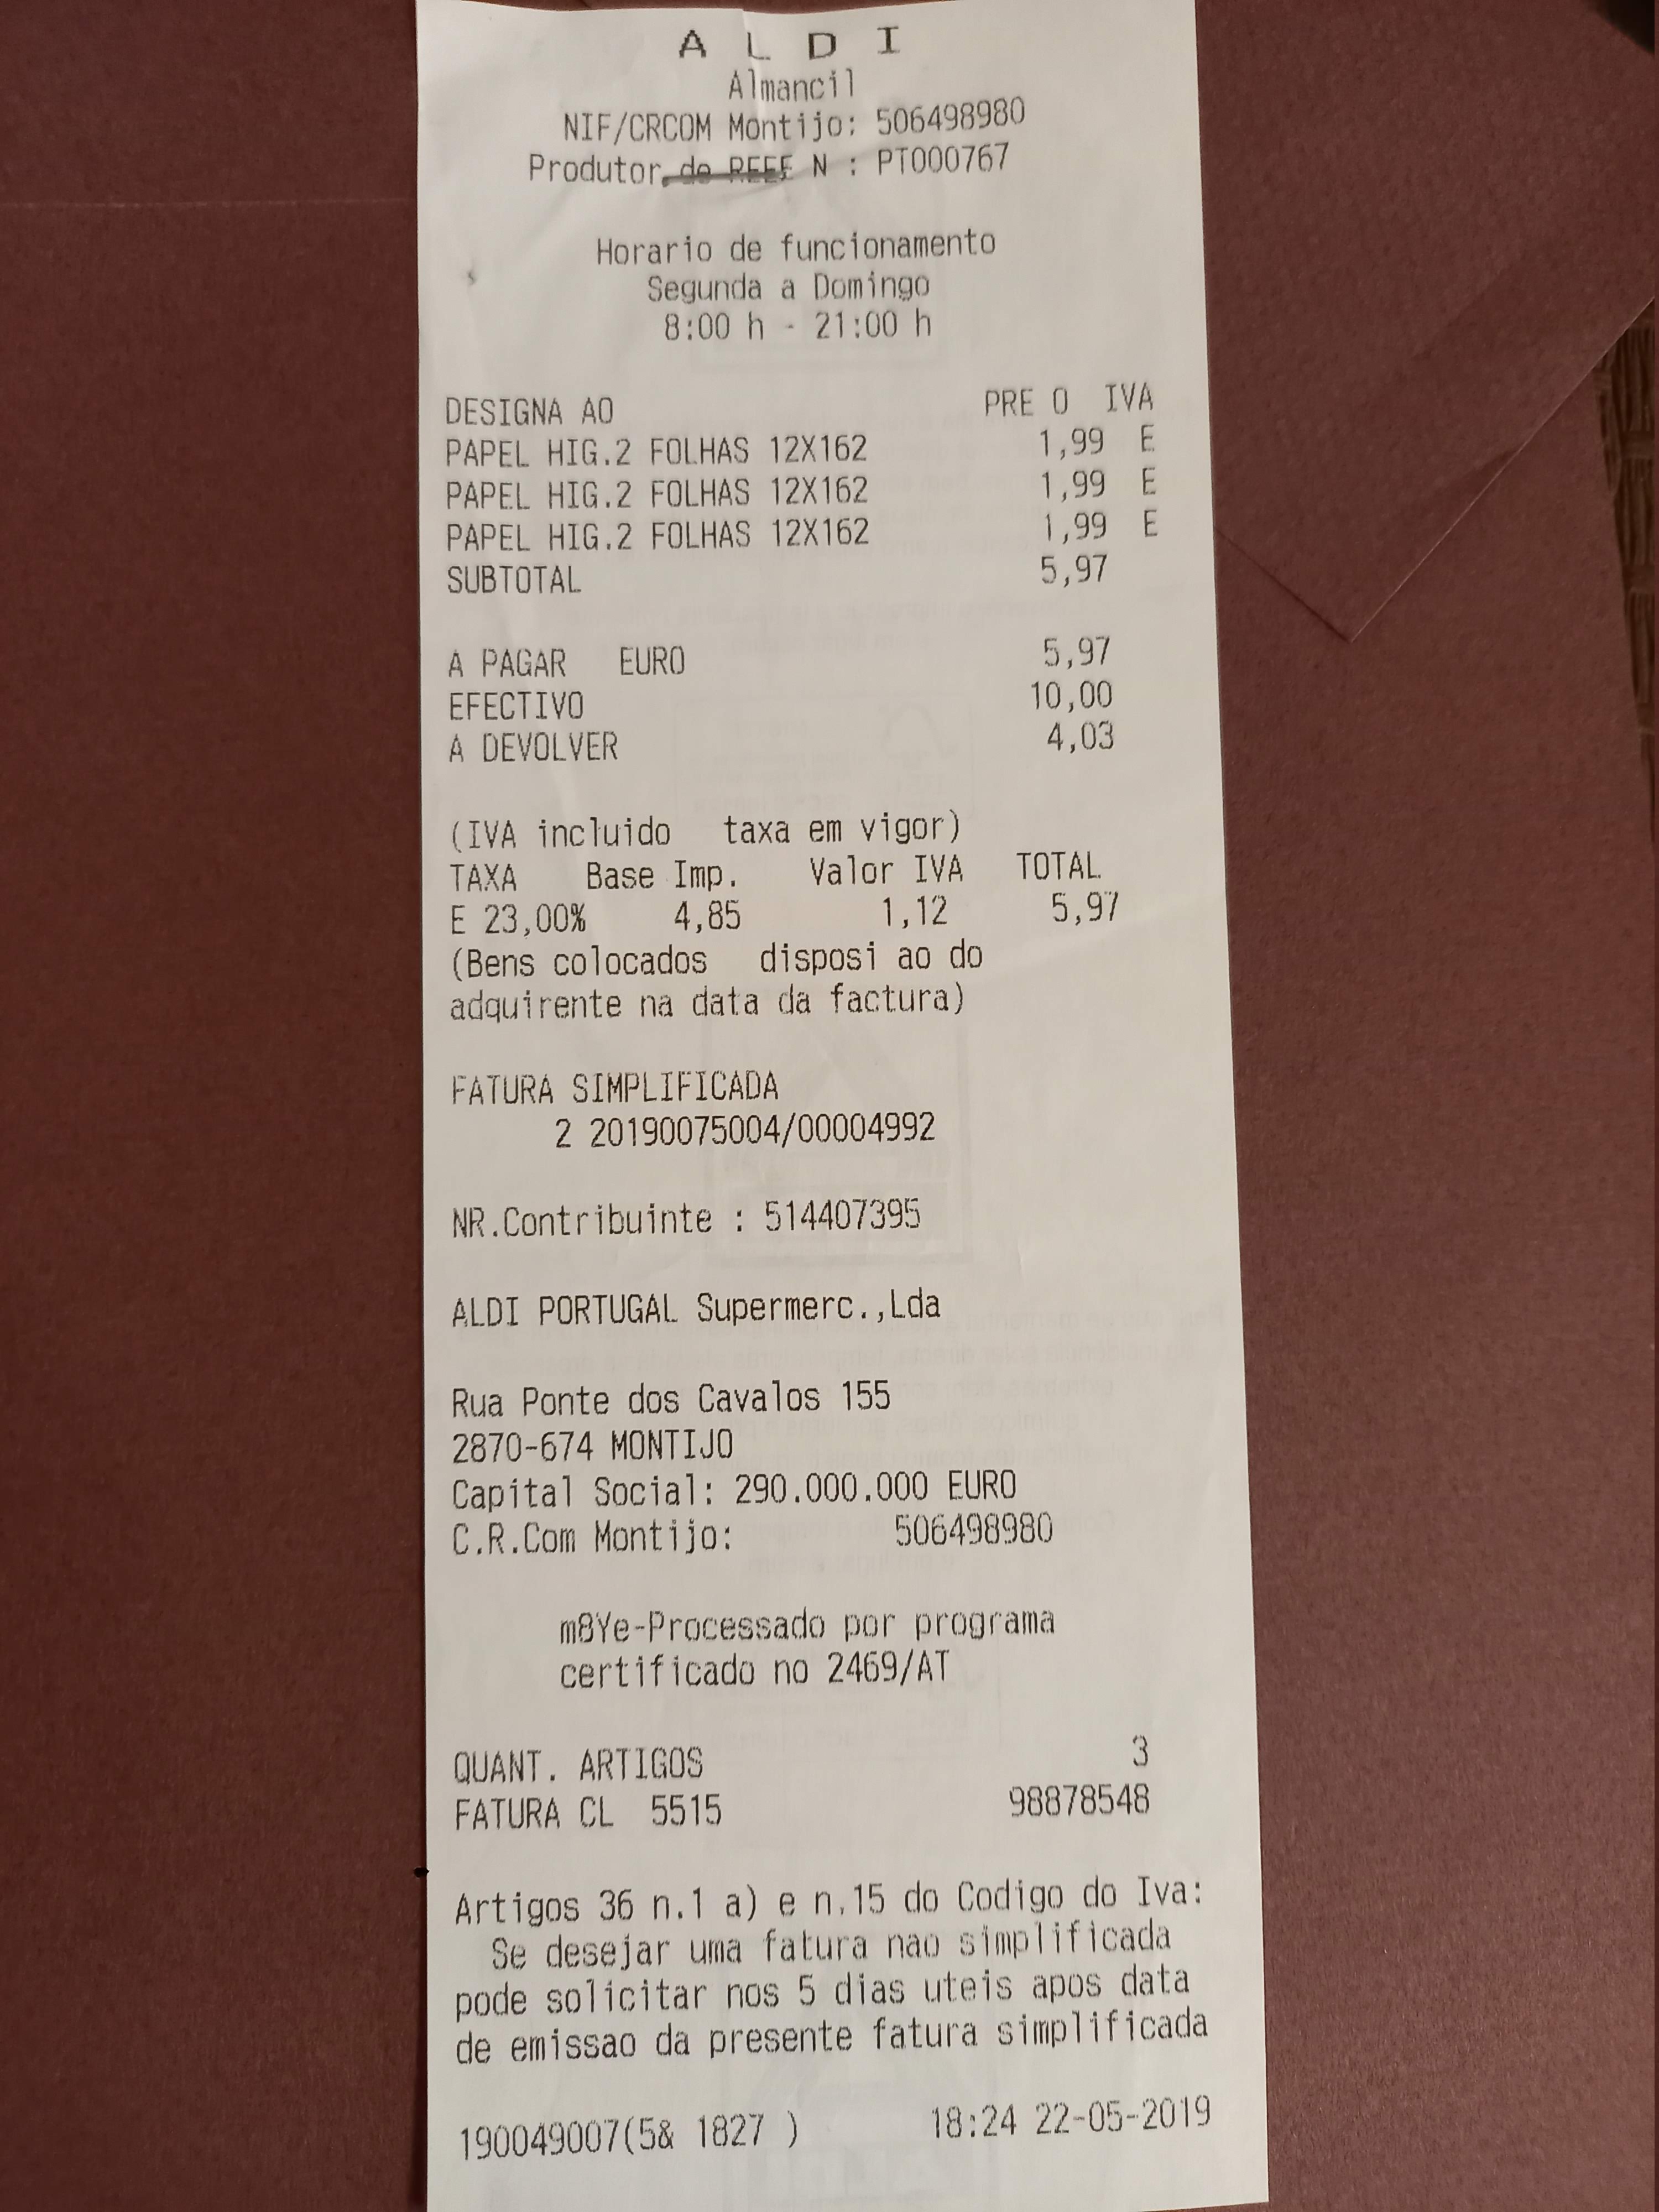 A L D I
Almancil
NIF/CRCOM Montijo: 506498980
Produtor de REEE N : PT000767
Horario de funcionamento
Segunda a Domingo
8:00 h - 21:00 h
DESIGNA AO PRE O IVA
PAPEL HIG.2 FOLHAS 12X162 1,99 E
PAPEL HIG.2 FOLHAS 12X162 1,99 E
PAPEL HIG.2 FOLHAS 12X162 1,99 E
SUBTOTAL 5,97
A PAGAR EURO 5,97
EFECTIVO 10,00
A DEVOLVER 4,03
(IVA incluido taxa em vigor)
TAXA Base Imp. Valor IVA TOTAL
E 23,00% 4,85 1,12 5,97
(Bens colocados disposi ao do
adquirente na data da factura)
FATURA SIMPLIFICADA
2 20190075004/00004992
NR.Contribuinte : 514407395
ALDI PORTUGAL Supermerc.,Lda
Rua Ponte dos Cavalos 155
2870-674 MONTIJO
Capital Social: 290.000.000 EURO
C.R.Com Montijo: 506498980
m8Ye-Processado por programa
certificado no 2469/AT
QUANT. ARTIGOS 3
FATURA CL 5515 98878548
Artigos 36 n.1 a) e n.15 do Codigo do Iva:
Se desejar uma fatura nao simplificada
pode solicitar nos 5 dias uteis apos data
de emissao da presente fatura simplificada
190049007(5& 1827 ) 18:24 22-05-2019